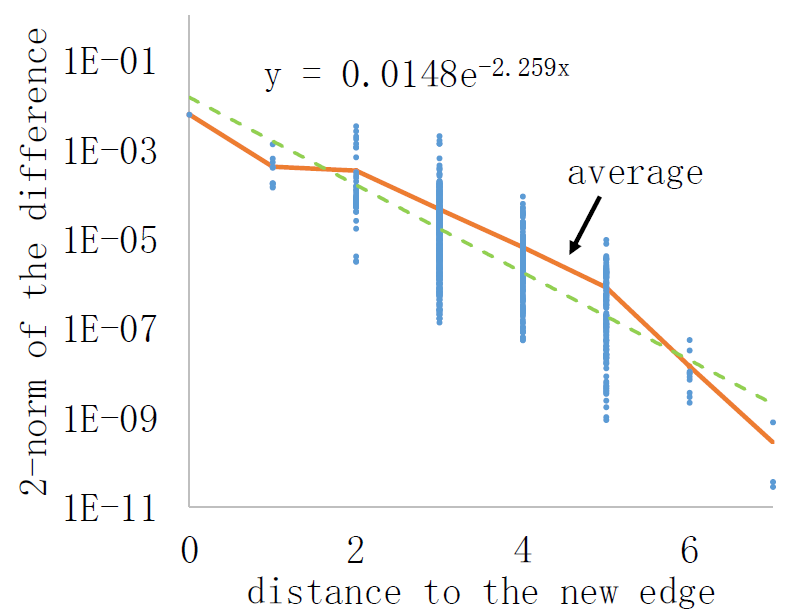 y = 0.0148e^-2.259x
average
2-norm of the difference
1E-01
1E-03
1E-05
1E-07
1E-09
1E-11
0 2 4 6
distance to the new edge